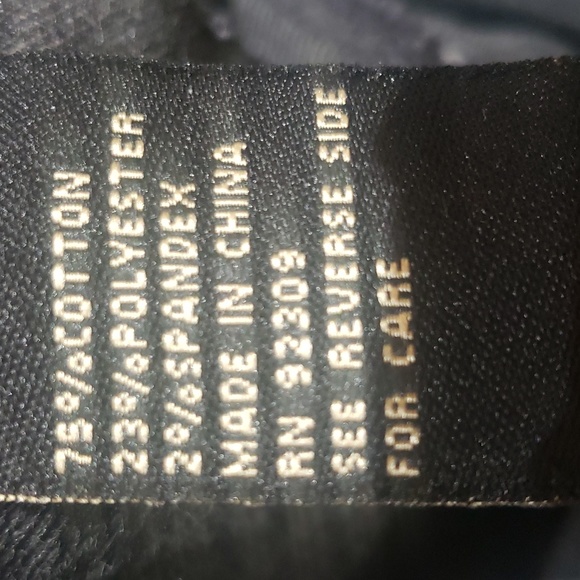 75%COTTON
23%POLYESTER
2%SPANDEX
MADE IN CHINA
RN 92309
SEE REVERSE SIDE
FOR CARE